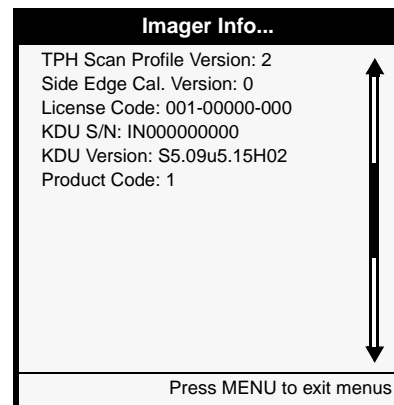 Imager Info...
TPH Scan Profile Version: 2
Side Edge Cal. Version: 0
License Code: 001-00000-000
KDU S/N: IN000000000
KDU Version: S5.09u5.15H02
Product Code: 1
Press MENU to exit menus